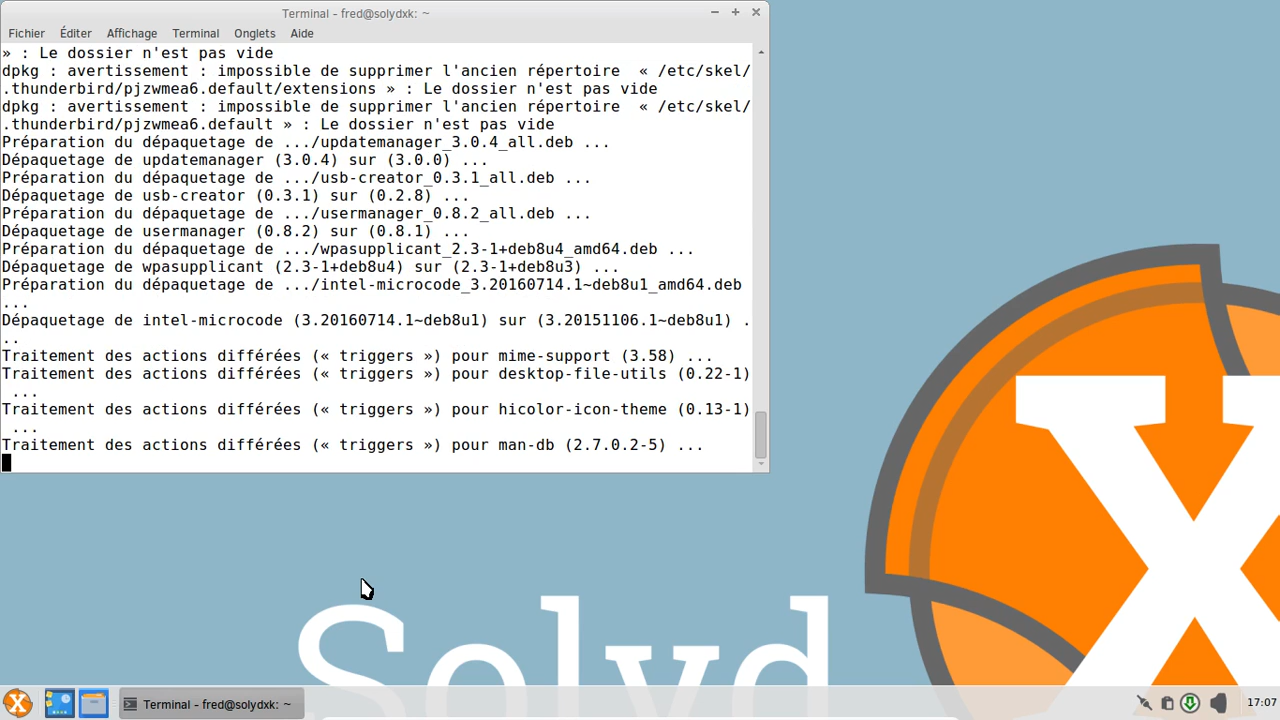 Terminal - fred@solydxk: ~
Fichier Éditer Affichage Terminal Onglets Aide
» : Le dossier n'est pas vide
dpkg : avertissement : impossible de supprimer l'ancien répertoire  « /etc/skel/
.thunderbird/pjzwmea6.default/extensions » : Le dossier n'est pas vide
dpkg : avertissement : impossible de supprimer l'ancien répertoire  « /etc/skel/
.thunderbird/pjzwmea6.default » : Le dossier n'est pas vide
Préparation du dépaquetage de .../updatemanager_3.0.4_all.deb ...
Dépaquetage de updatemanager (3.0.4) sur (3.0.0) ...
Préparation du dépaquetage de .../usb-creator_0.3.1_all.deb ...
Dépaquetage de usb-creator (0.3.1) sur (0.2.8) ...
Préparation du dépaquetage de .../usermanager_0.8.2_all.deb ...
Dépaquetage de usermanager (0.8.2) sur (0.8.1) ...
Préparation du dépaquetage de .../wpasupplicant_2.3-1+deb8u4_amd64.deb ...
Dépaquetage de wpasupplicant (2.3-1+deb8u4) sur (2.3-1+deb8u3) ...
Préparation du dépaquetage de .../intel-microcode_3.20160714.1~deb8u1_amd64.deb
...
Dépaquetage de intel-microcode (3.20160714.1~deb8u1) sur (3.20151106.1~deb8u1) .
..
Traitement des actions différées (« triggers ») pour mime-support (3.58) ...
Traitement des actions différées (« triggers ») pour desktop-file-utils (0.22-1)
 ...
Traitement des actions différées (« triggers ») pour hicolor-icon-theme (0.13-1)
 ...
Traitement des actions différées (« triggers ») pour man-db (2.7.0.2-5) ...
X
Solyd
Terminal - fred@solydxk: ~
17:07